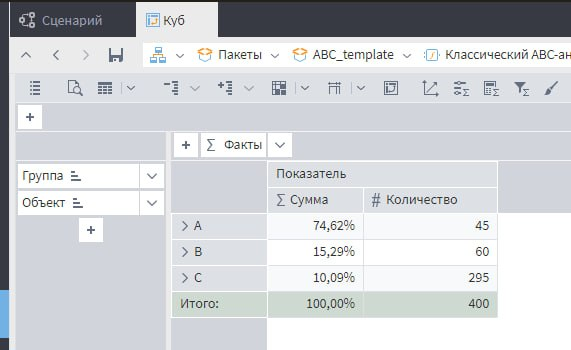 Сценарий Куб
Пакеты ABC_template Классический ABC-ан
+ Σ Факты
Группа
Объект
+
Показатель
Σ Сумма # Количество
> A 74,62% 45
> B 15,29% 60
> C 10,09% 295
Итого: 100,00% 400